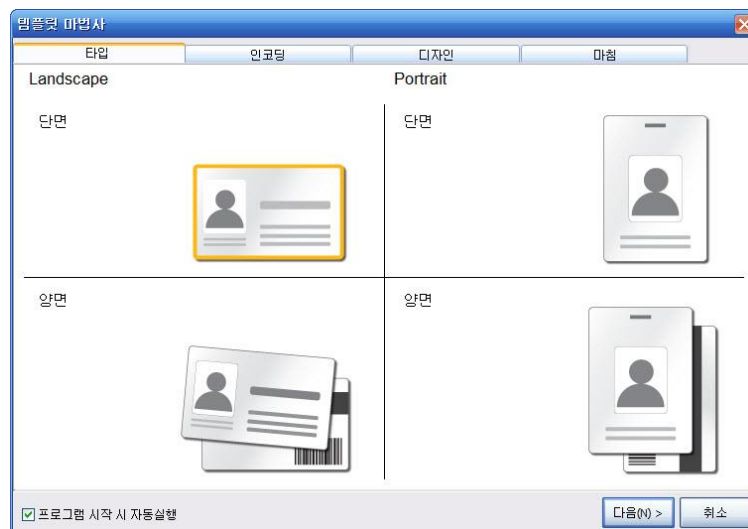 템플릿 마법사
타입 인코딩 디자인 마침
Landscape Portrait
단면 단면
양면 양면
프로그램 시작 시 자동실행 다음(N) > 취소